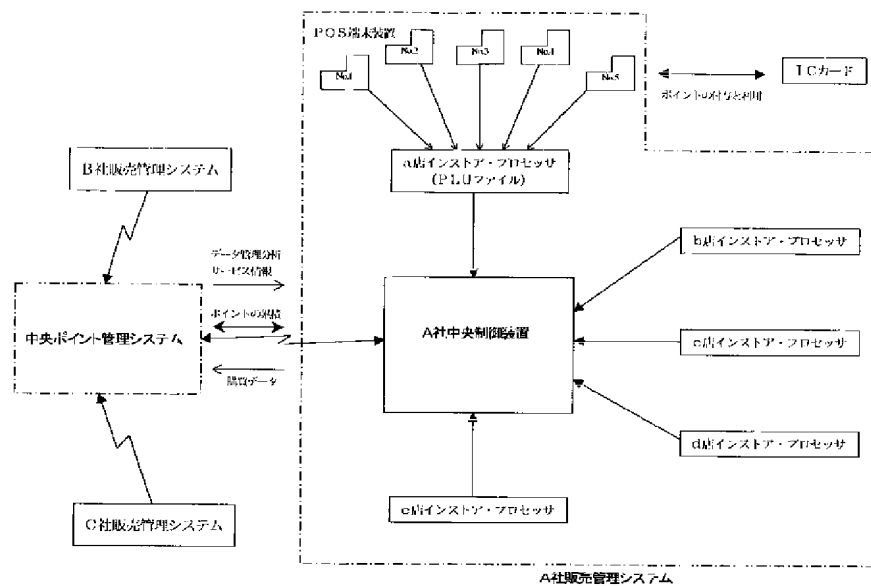 POS端末装置
No.1
No.2
No.3
No.4
No.5
ICカード
ポイントの付与と利用
a店インストア・プロセッサ
(PLUファイル)
B社販売管理システム
データ管理分析
サービス情報
ポイントの累積
購買データ
中央ポイント管理システム
A社中央制御装置
b店インストア・プロセッサ
c店インストア・プロセッサ
d店インストア・プロセッサ
e店インストア・プロセッサ
C社販売管理システム
A社販売管理システム